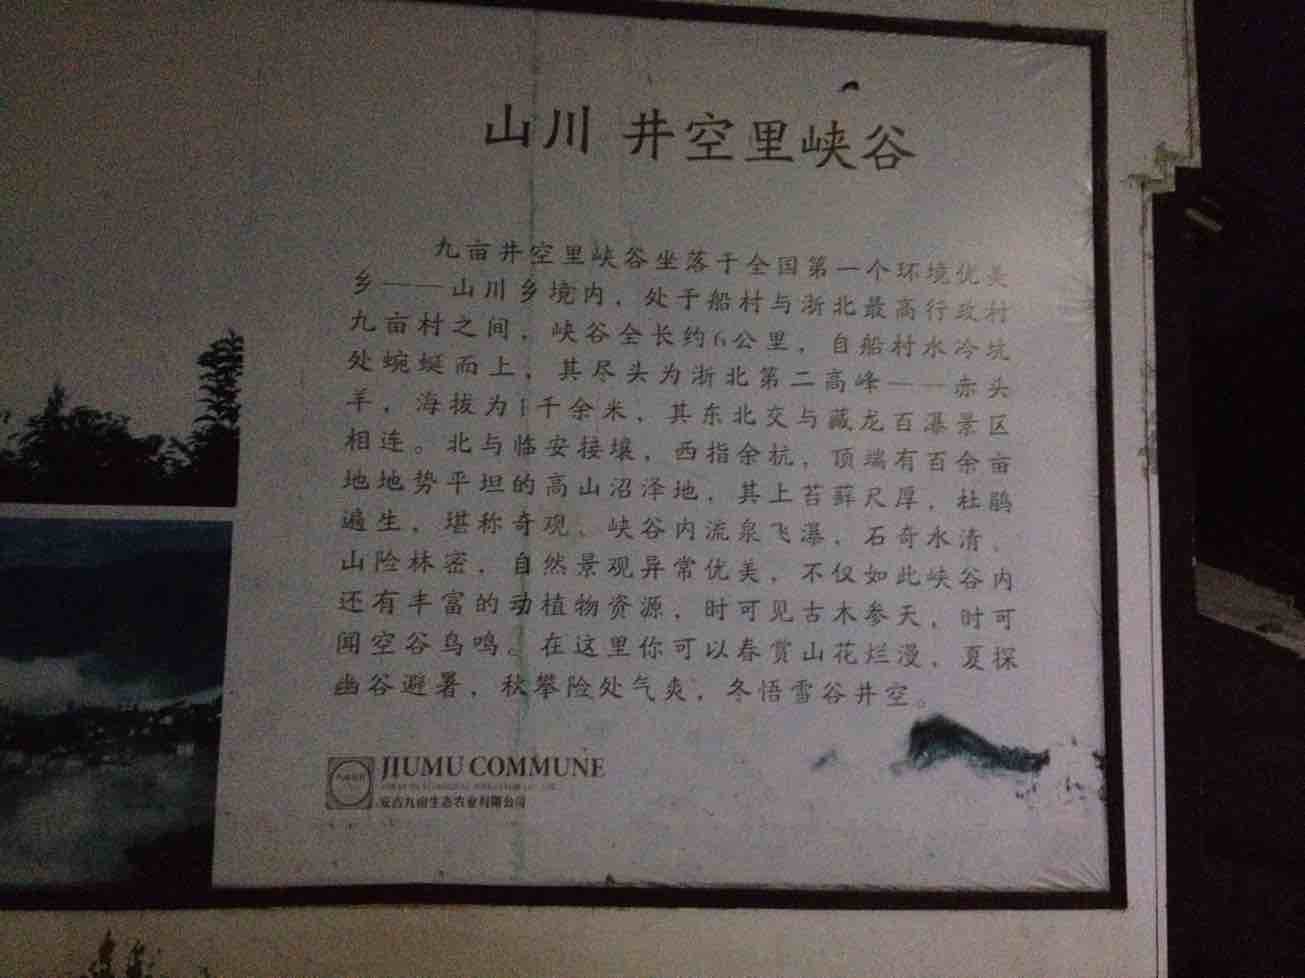 山川 井空里峡谷
九亩井空里峡谷坐落于全国第一个环境优美
乡——山川乡境内，处于船村与浙北最高行政村
九亩村之间，峡谷全长约6公里，自船村水冷坑
处蜿蜒而上，其尽头为浙北第二高峰——赤头
羊，海拔为1千余米，其东北交与藏龙百瀑景区
相连。北与临安接壤，西指余杭，顶端有百余亩
地地势平坦的高山沼泽地，其上苔藓尺厚，杜鹃
遍生，堪称奇观、峡谷内流泉飞瀑，石奇水清，
山险林密，自然景观异常优美，不仅如此峡谷内
还有丰富的动植物资源，时可见古木参天，时可
闻空谷鸟鸣。在这里你可以春赏山花烂漫，夏探
幽谷避暑，秋攀险处气爽，冬悟雪谷井空。
JIUMU COMMUNE
安吉九亩生态农业有限公司